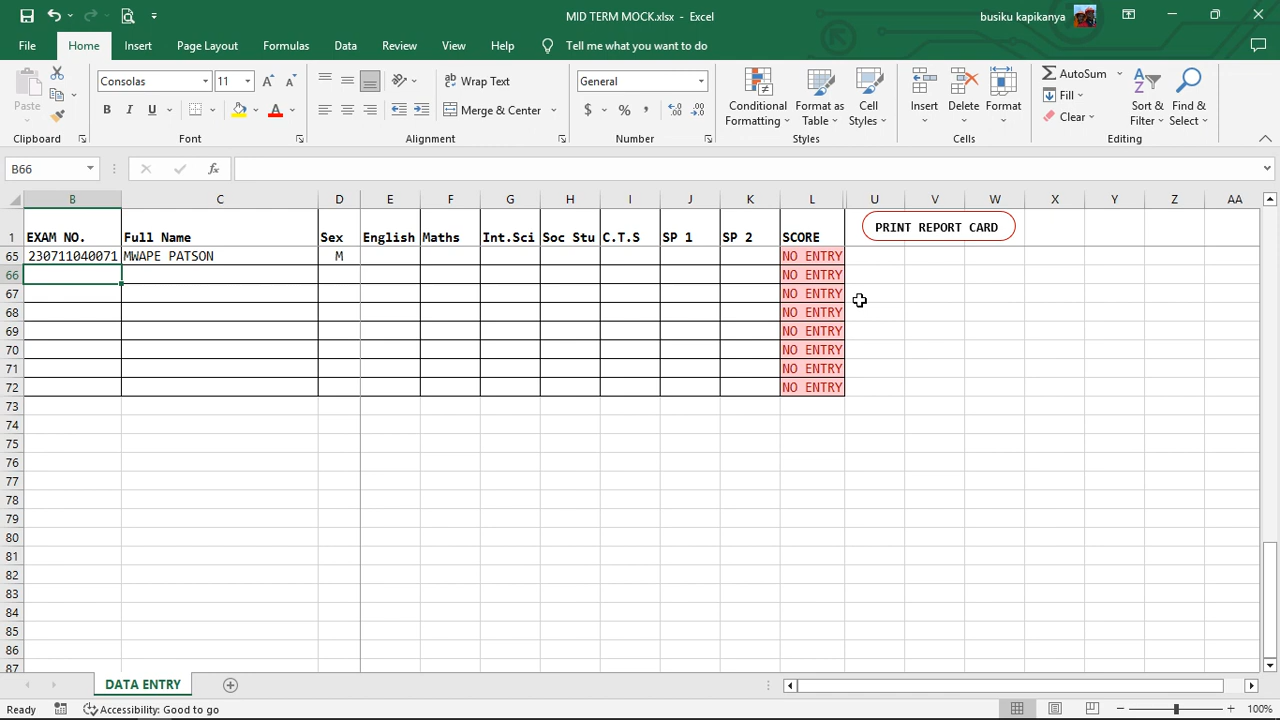 MID TERM MOCK.xlsx - Excel
busiku kapikanya
File Home Insert Page Layout Formulas Data Review View Help Tell me what you want to do
Paste
Clipboard
Consolas 11
B I U A
Font
Wrap Text
Merge & Center
Alignment
General
$ % ,
Number
Conditional Formatting
Format as Table
Cell Styles
Styles
Insert Delete Format
Cells
AutoSum
Fill
Clear
Sort & Filter
Find & Select
Editing
B66
fx
B C D E F G H I J K L U V W X Y Z AA
1 EXAM NO. Full Name Sex English Maths Int.Sci Soc Stu C.T.S SP 1 SP 2 SCORE PRINT REPORT CARD
65 230711040071 MWAPE PATSON M NO ENTRY
66 NO ENTRY
67 NO ENTRY
68 NO ENTRY
69 NO ENTRY
70 NO ENTRY
71 NO ENTRY
72 NO ENTRY
73
74
75
76
77
78
79
80
81
82
83
84
85
86
87
DATA ENTRY
Ready Accessibility: Good to go 100%